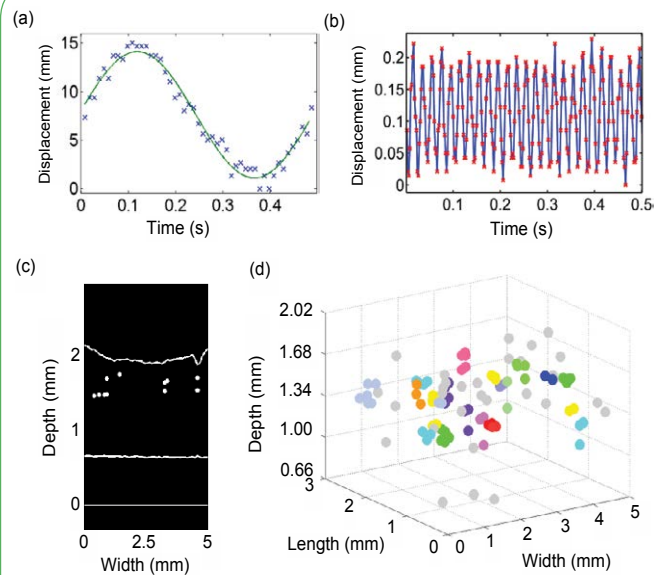 (a)
15
10
5
0
Displacement (mm)
0 0.1 0.2 0.3 0.4
Time (s)
(b)
0.2
0.15
0.1
0.05
0
Displacement (mm)
0.1 0.2 0.3 0.4 0.5
Time (s)
(c)
2
1
0
Depth (mm)
0 2.5 5
Width (mm)
(d)
2.02
1.68
1.34
1.00
0.66
Depth (mm)
3
2
1
0
Length (mm)
0 1 2 3 4 5
Width (mm)